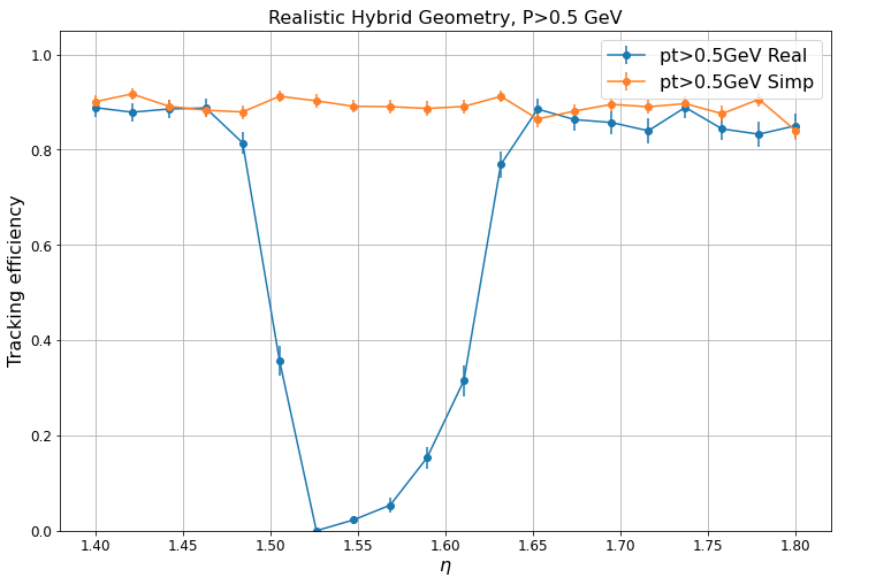 Realistic Hybrid Geometry, P>0.5 GeV
pt>0.5GeV Real
pt>0.5GeV Simp
Tracking efficiency
1.0
0.8
0.6
0.4
0.2
0.0
1.40 1.45 1.50 1.55 1.60 1.65 1.70 1.75 1.80
η